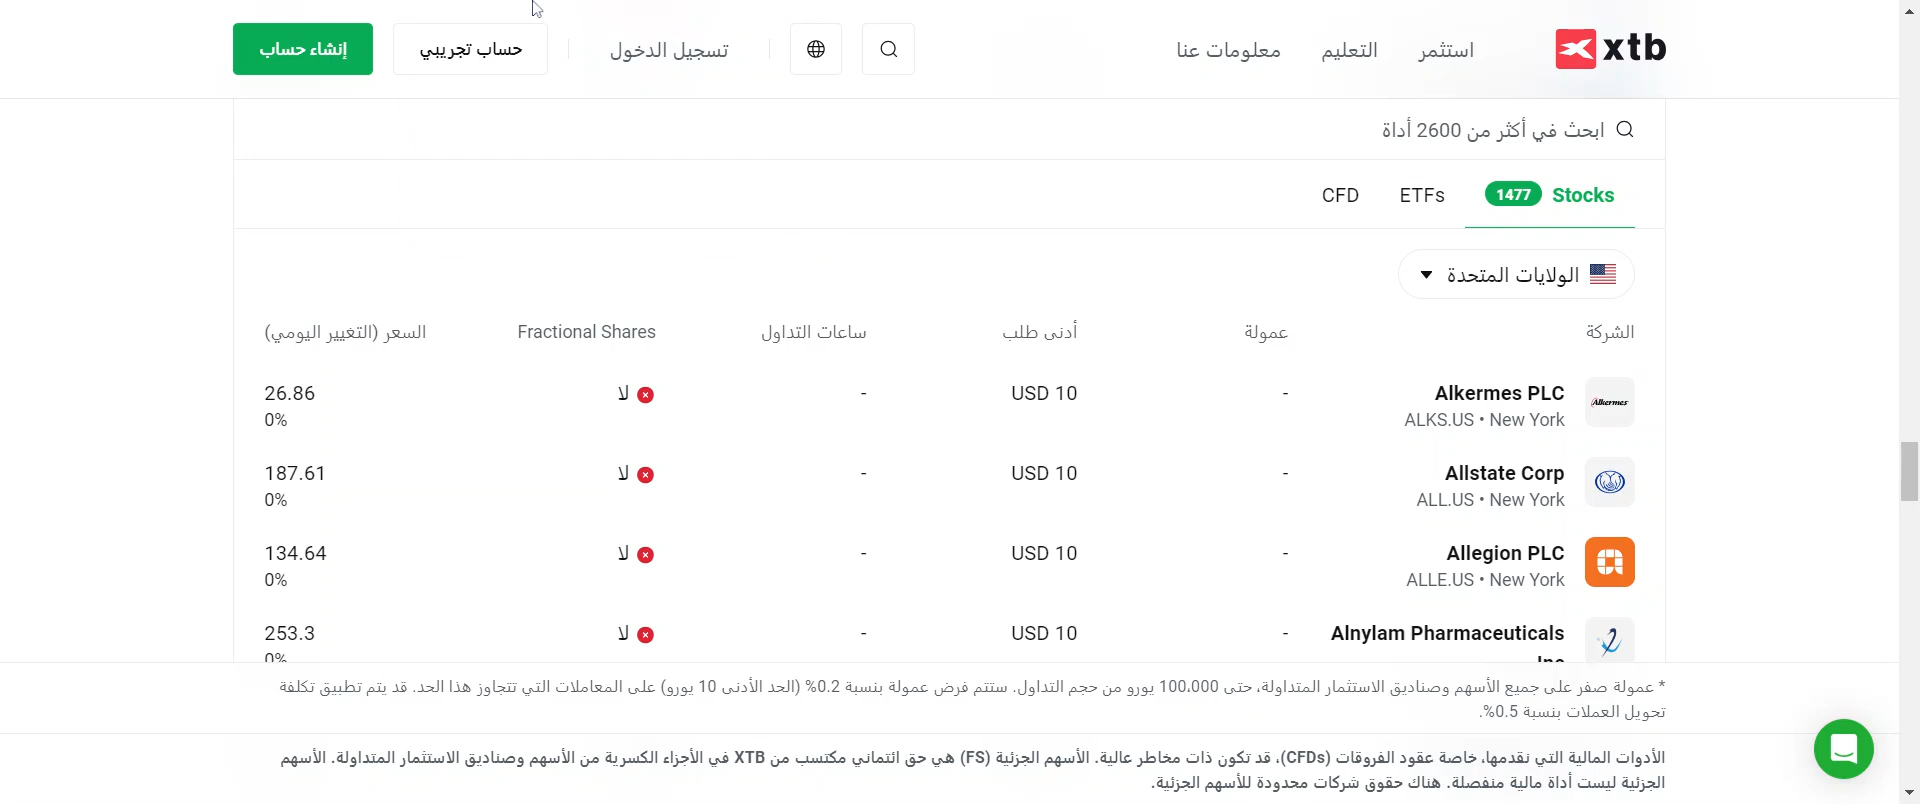 xtb
استثمر
التعليم
معلومات عنا
تسجيل الدخول
حساب تجريبي
إنشاء حساب
ابحث في أكثر من 2600 أداة
Stocks 1477
ETFs
CFD
الولايات المتحدة
الشركة
عمولة
أدنى طلب
ساعات التداول
Fractional Shares
السعر (التغيير اليومي)
Alkermes
Alkermes PLC
ALKS.US • New York
-
USD 10
-
لا
26.86
0%
Allstate Corp
ALL.US • New York
-
USD 10
-
لا
187.61
0%
Allegion PLC
ALLE.US • New York
-
USD 10
-
لا
134.64
0%
Alnylam Pharmaceuticals
Inc
-
USD 10
-
لا
253.3
0%
* عمولة صفر على جميع الأسهم وصناديق الاستثمار المتداولة، حتى 100،000 يورو من حجم التداول. ستتم فرض عمولة بنسبة 0.2% (الحد الأدنى 10 يورو) على المعاملات التي تتجاوز هذا الحد. قد يتم تطبيق تكلفة
تحويل العملات بنسبة 0.5%.
الأدوات المالية التي نقدمها، خاصة عقود الفروقات (CFDs)، قد تكون ذات مخاطر عالية. الأسهم الجزئية (FS) هي حق ائتماني مكتسب من XTB في الأجزاء الكسرية من الأسهم وصناديق الاستثمار المتداولة. الأسهم
الجزئية ليست أداة مالية منفصلة. هناك حقوق شركات محدودة للأسهم الجزئية.